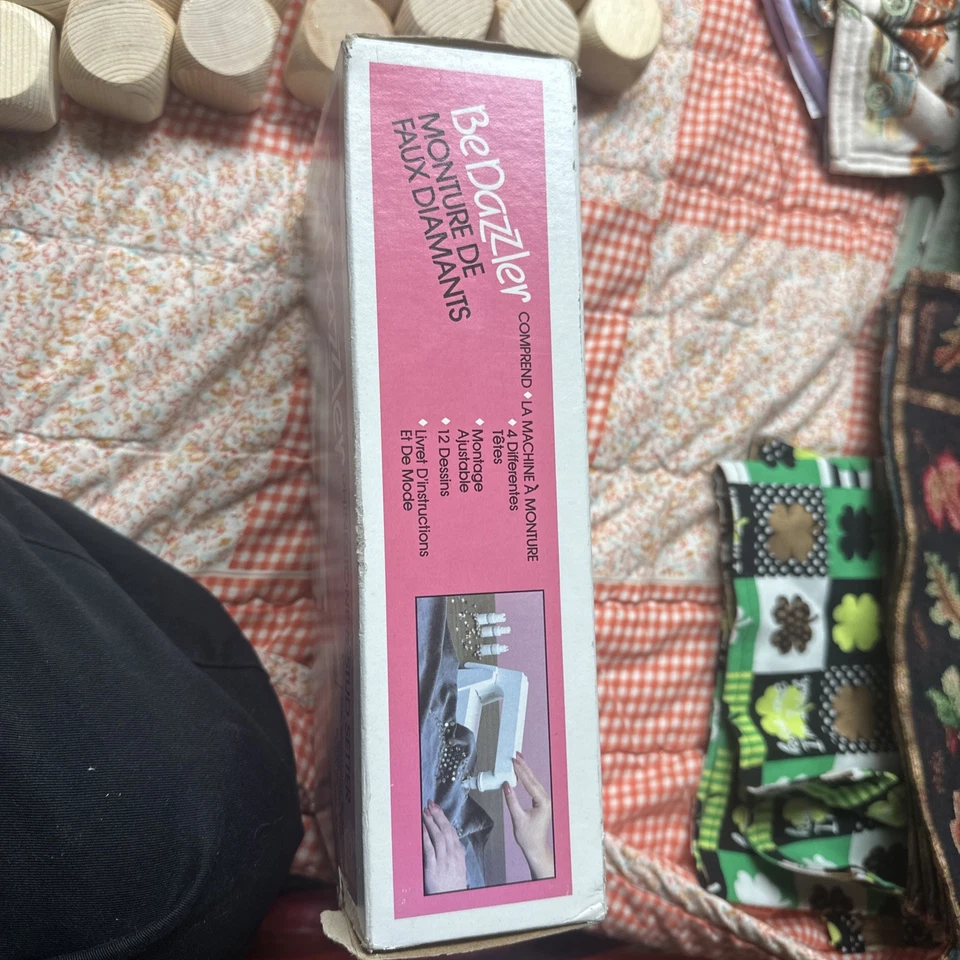 BeDazzler
MONTURE DE
FAUX DIAMANTS
COMPREND ♦ LA MACHINE À MONTURE
♦ 4 Differentes
Têtes
♦ Montage
Ajustable
♦ 12 Dessins
♦ Livret D'instructions
Et De Mode